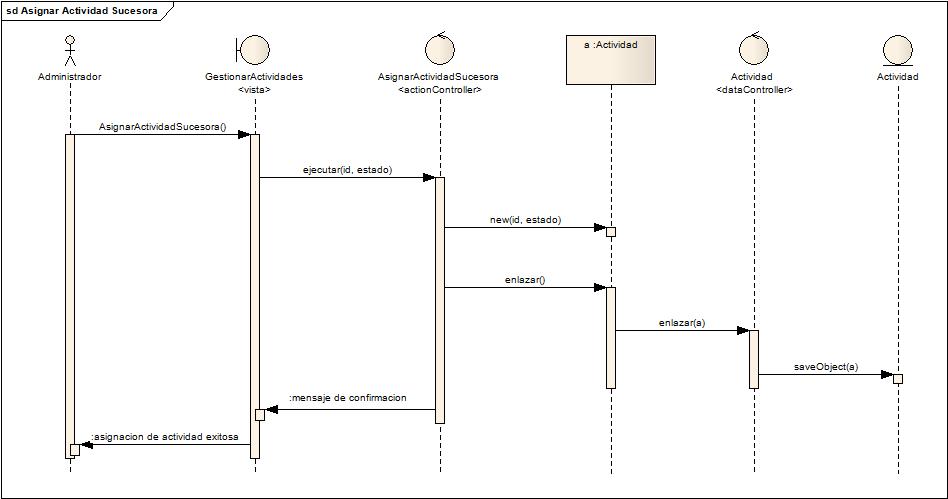 sd Asignar Actividad Sucesora
a :Actividad
Administrador
GestionarActividades
<vista>
AsignarActividadSucesora
<actionController>
Actividad
<dataController>
Actividad
AsignarActividadSucesora()
ejecutar(id, estado)
new(id, estado)
enlazar()
enlazar(a)
saveObject(a)
:mensaje de confirmacion
:asignacion de actividad exitosa